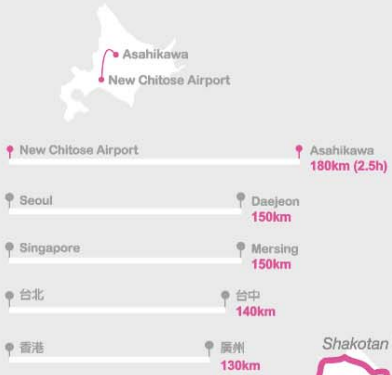 Asahikawa
New Chitose Airport
New Chitose Airport Asahikawa
180km (2.5h)
Seoul Daejeon
150km
Singapore Mersing
150km
台北 台中
140km
香港 廣州
130km
Shakotan